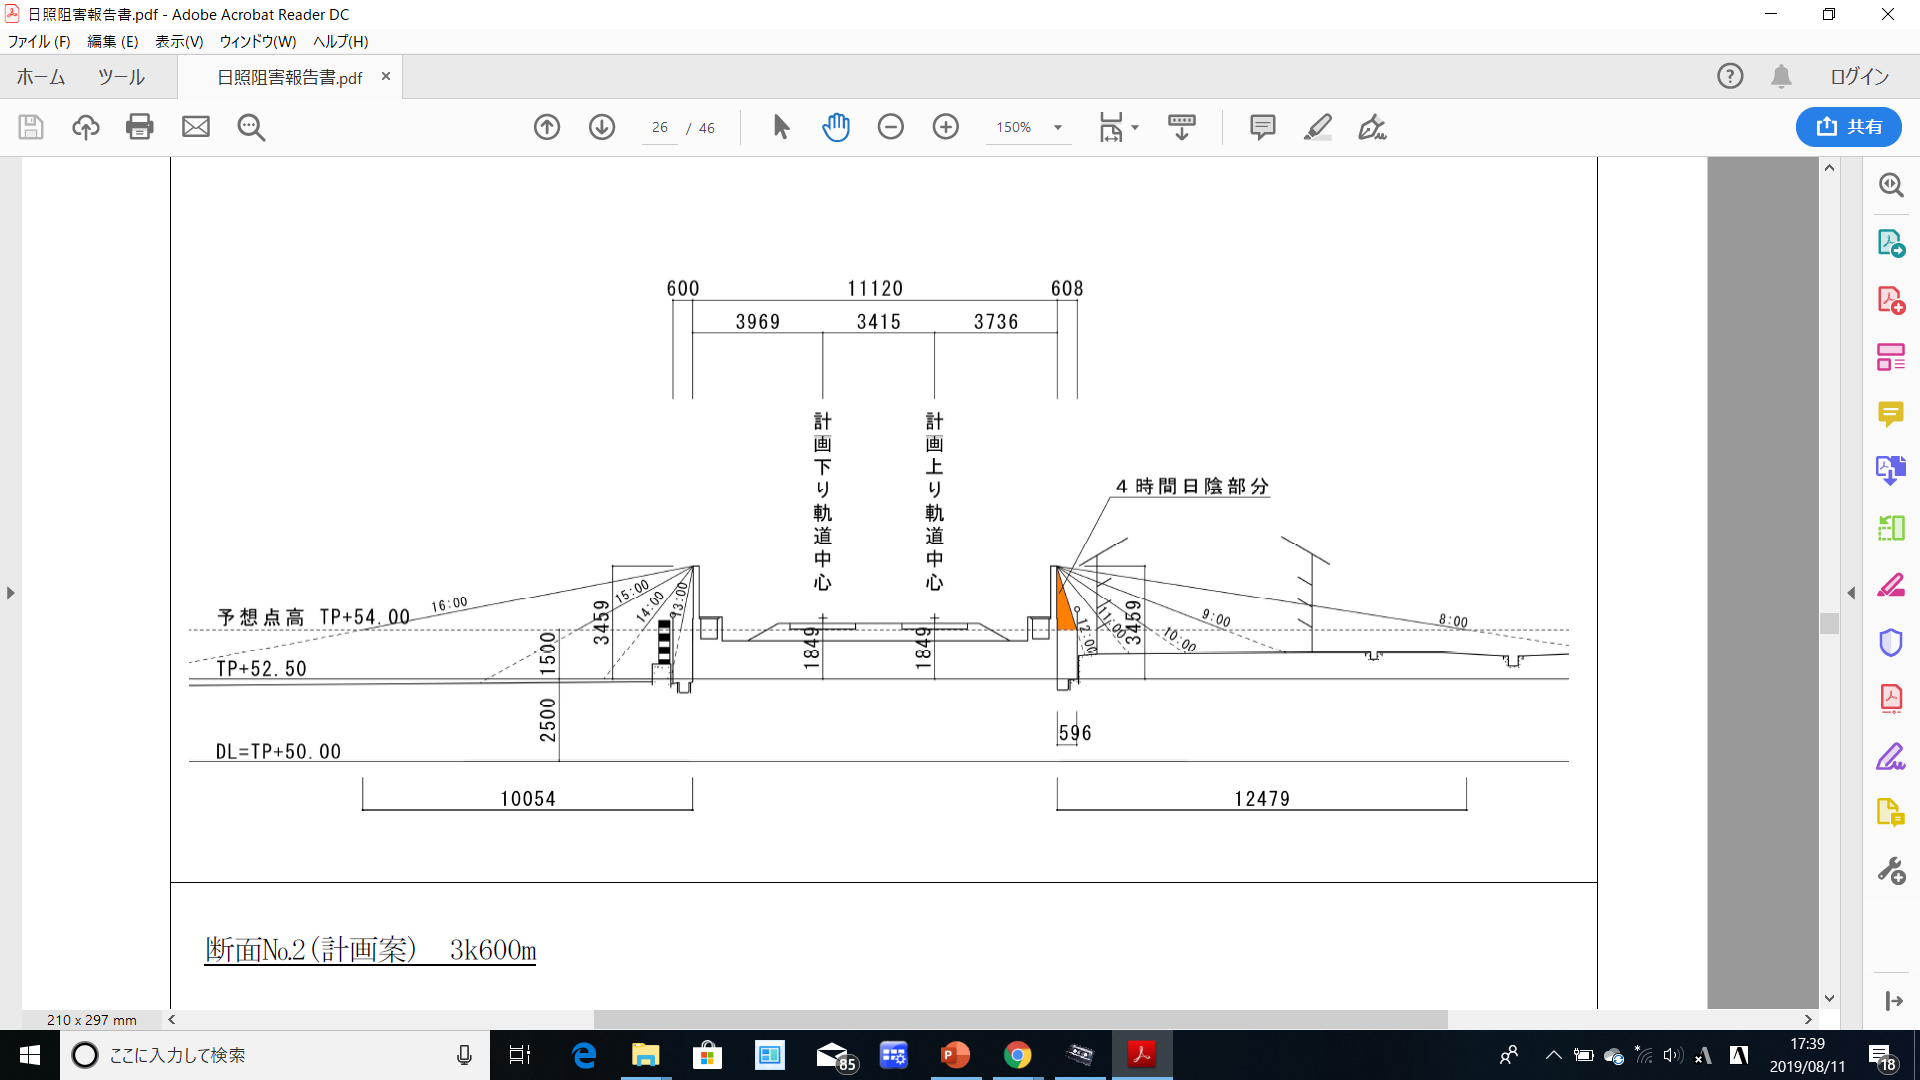 日照阻害報告書.pdf - Adobe Acrobat Reader DC
ファイル(F) 編集(E) 表示(V) ウィンドウ(W) ヘルプ(H)
ホーム ツール 日照阻害報告書.pdf ×
ログイン
26 / 46
150%
共有
600 11120 608
3969 3415 3736
計画下り軌道中心
計画上り軌道中心
4時間日陰部分
予想点高 TP+54.00
16:00
15:00
14:00
13:00
3459
1500
1849
1849
12:00
11:00
10:00
9:00
8:00
3459
TP+52.50
2500
596
DL=TP+50.00
10054
12479
断面№2(計画案) 3k600m
210 x 297 mm
ここに入力して検索
85
17:39
2019/08/11
18